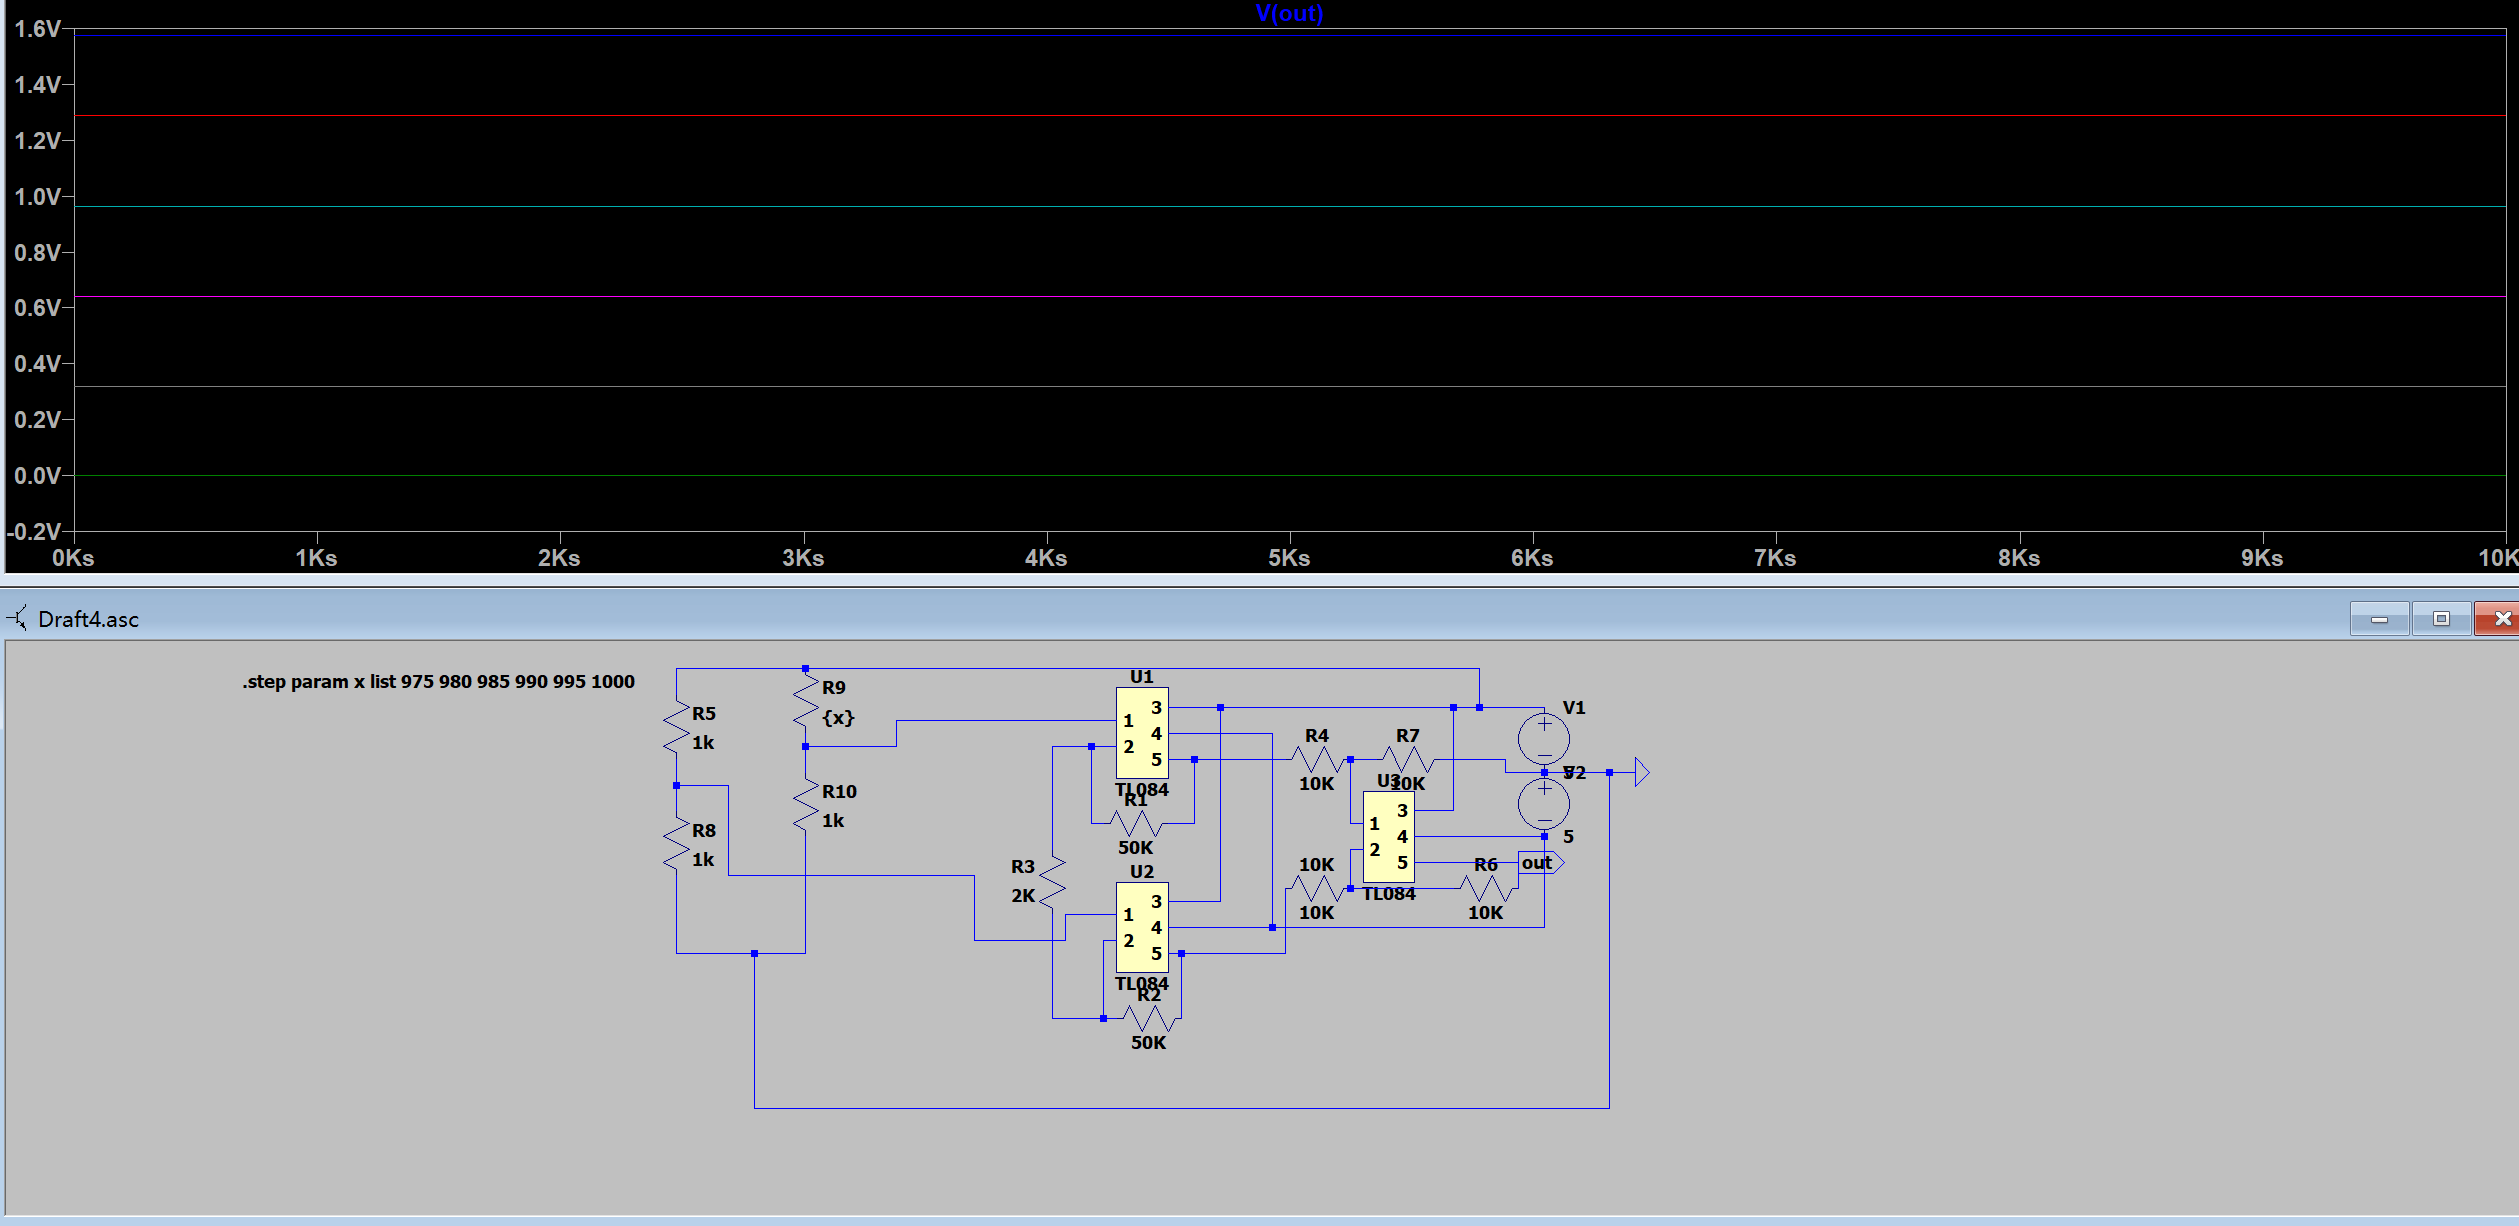 V(out)
1.6V
1.4V
1.2V
1.0V
0.8V
0.6V
0.4V
0.2V
0.0V
-0.2V
0Ks 1Ks 2Ks 3Ks 4Ks 5Ks 6Ks 7Ks 8Ks 9Ks 10K
Draft4.asc
.step param x list 975 980 985 990 995 1000
R5
1k
R8
1k
R9
{x}
R10
1k
U1
1
2
3
4
5
TL084
R1
50K
R3
2K
U2
1
2
3
4
5
TL084
R2
50K
R4
10K
R7
10K
U3
1
2
3
4
5
TL084
10K
10K
R6
10K
out
V1
V2
5